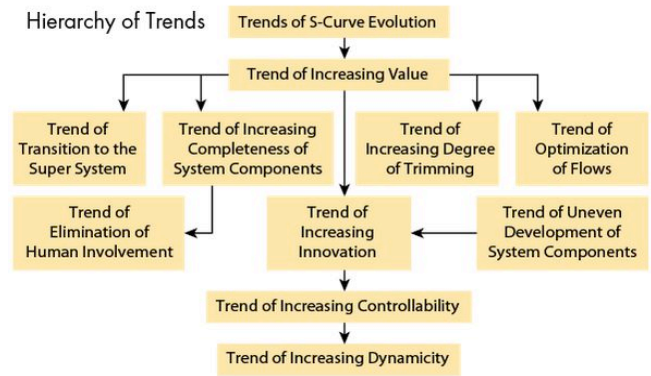 Hierarchy of Trends
Trends of S-Curve Evolution
Trend of Increasing Value
Trend of
Transition to the
Super System
Trend of Increasing
Completeness of
System Components
Trend of
Increasing Degree
of Trimming
Trend of
Optimization
of Flows
Trend of
Elimination of
Human Involvement
Trend of
Increasing
Innovation
Trend of Uneven
Development of
System Components
Trend of Increasing Controllability
Trend of Increasing Dynamicity